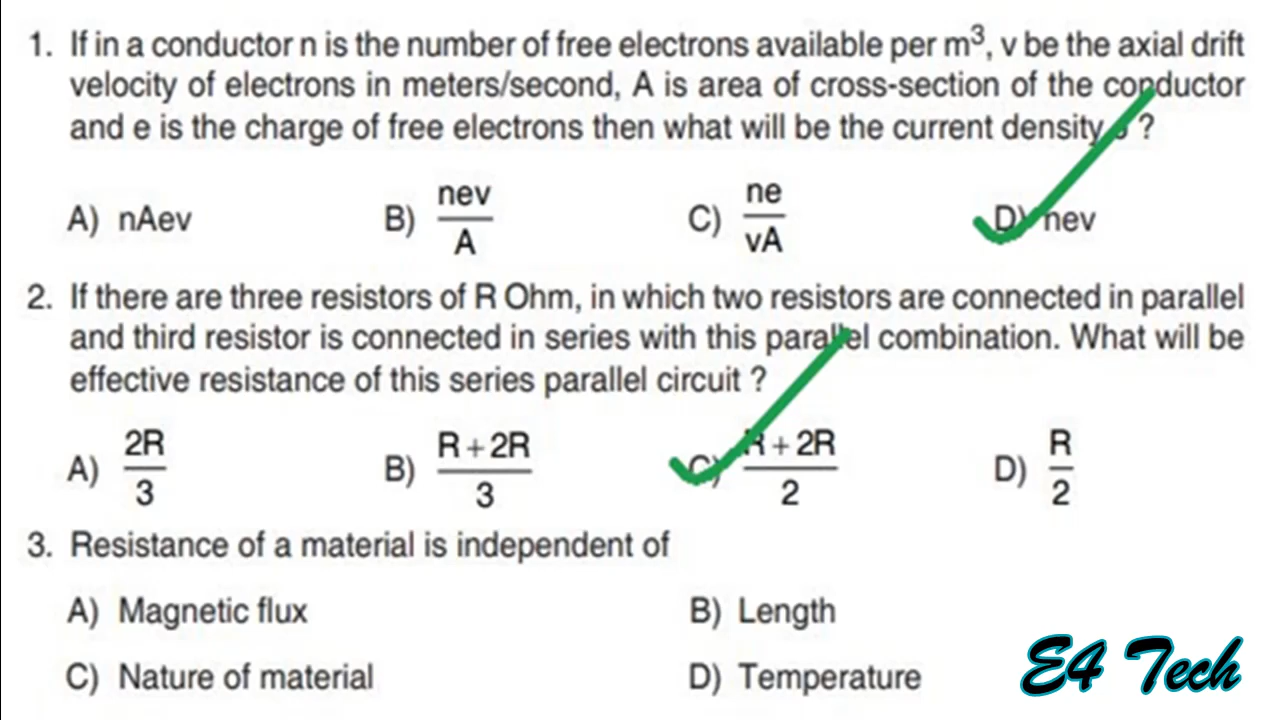 1. If in a conductor n is the number of free electrons available per m³, v be the axial drift
velocity of electrons in meters/second, A is area of cross-section of the conductor
and e is the charge of free electrons then what will be the current density ?
A) nAev B) nev/A C) ne/vA D) nev
2. If there are three resistors of R Ohm, in which two resistors are connected in parallel
and third resistor is connected in series with this parallel combination. What will be
effective resistance of this series parallel circuit ?
A) 2R/3 B) R+2R/3 C) R+2R/2 D) R/2
3. Resistance of a material is independent of
A) Magnetic flux B) Length
C) Nature of material D) Temperature
E4 Tech